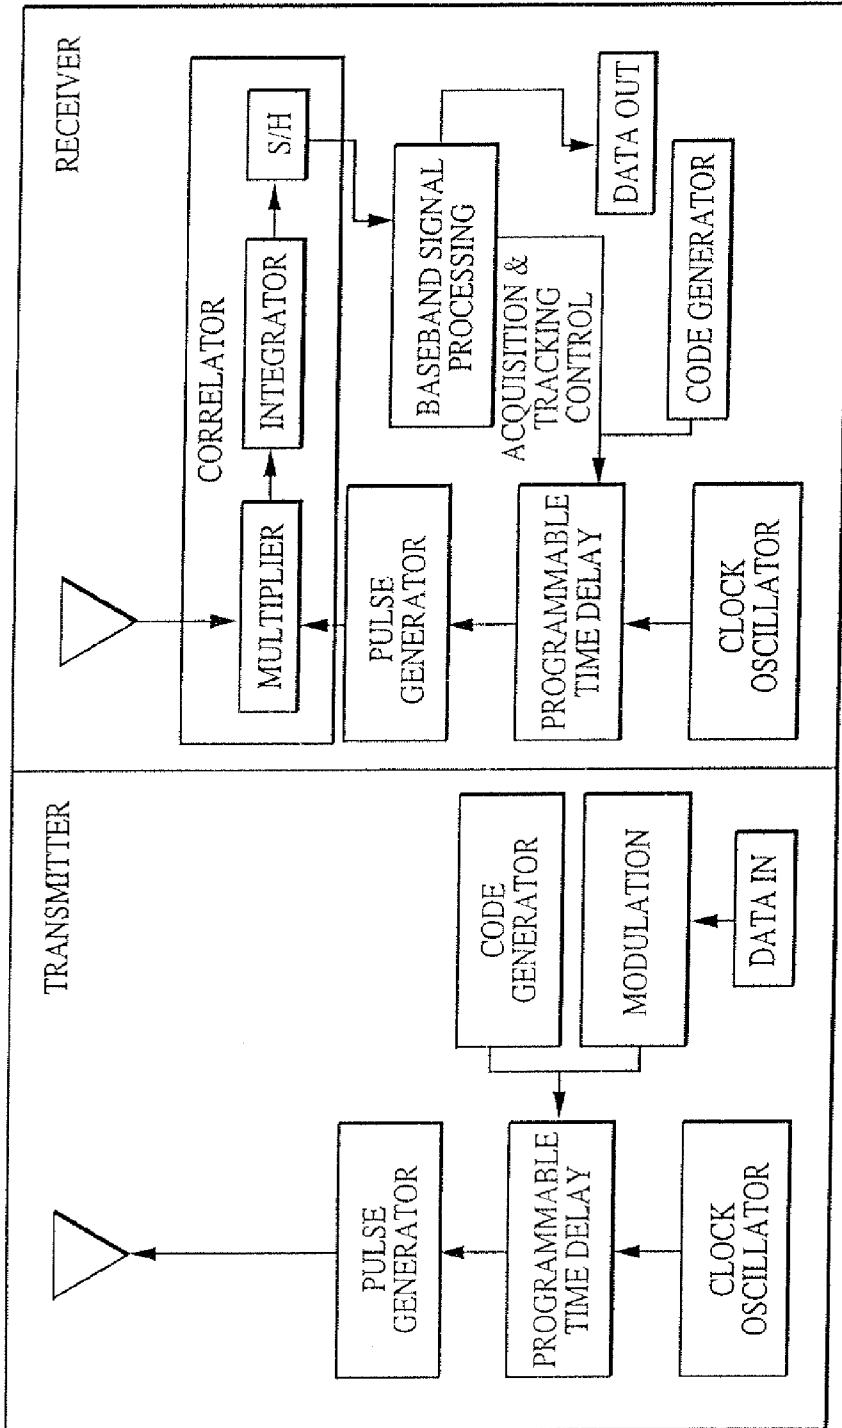 TRANSMITTER
PULSE
GENERATOR
PROGRAMMABLE
TIME DELAY
CLOCK
OSCILLATOR
CODE
GENERATOR
MODULATION
DATA IN
RECEIVER
CORRELATOR
MULTIPLIER
INTEGRATOR
S/H
PULSE
GENERATOR
BASEBAND SIGNAL
PROCESSING
ACQUISITION &
TRACKING
CONTROL
PROGRAMMABLE
TIME DELAY
DATA OUT
CODE GENERATOR
CLOCK
OSCILLATOR